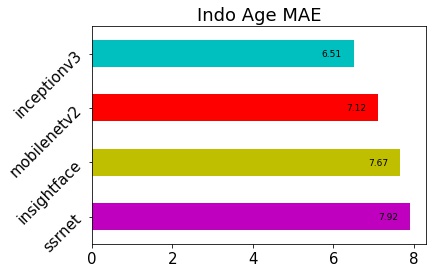 Indo Age MAE
inceptionv3
6.51
mobilenetv2
7.12
insightface
7.67
ssrnet
7.92
0 2 4 6 8